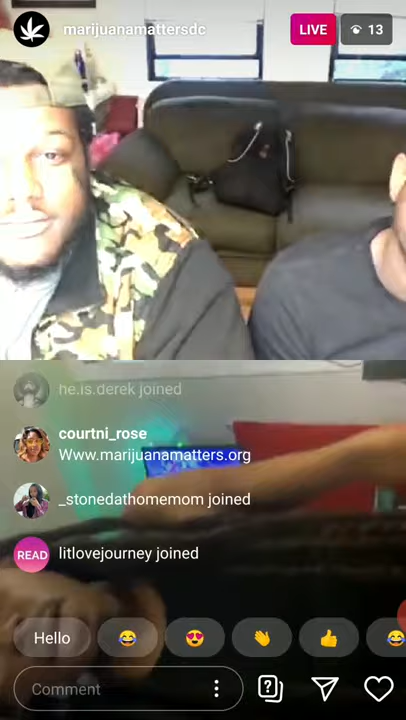 marijuanamattersdc
LIVE
13
he.is.derek joined
courtni_rose
Www.marijuanamatters.org
_stonedathomemom joined
READ
litlovejourney joined
Hello
Comment